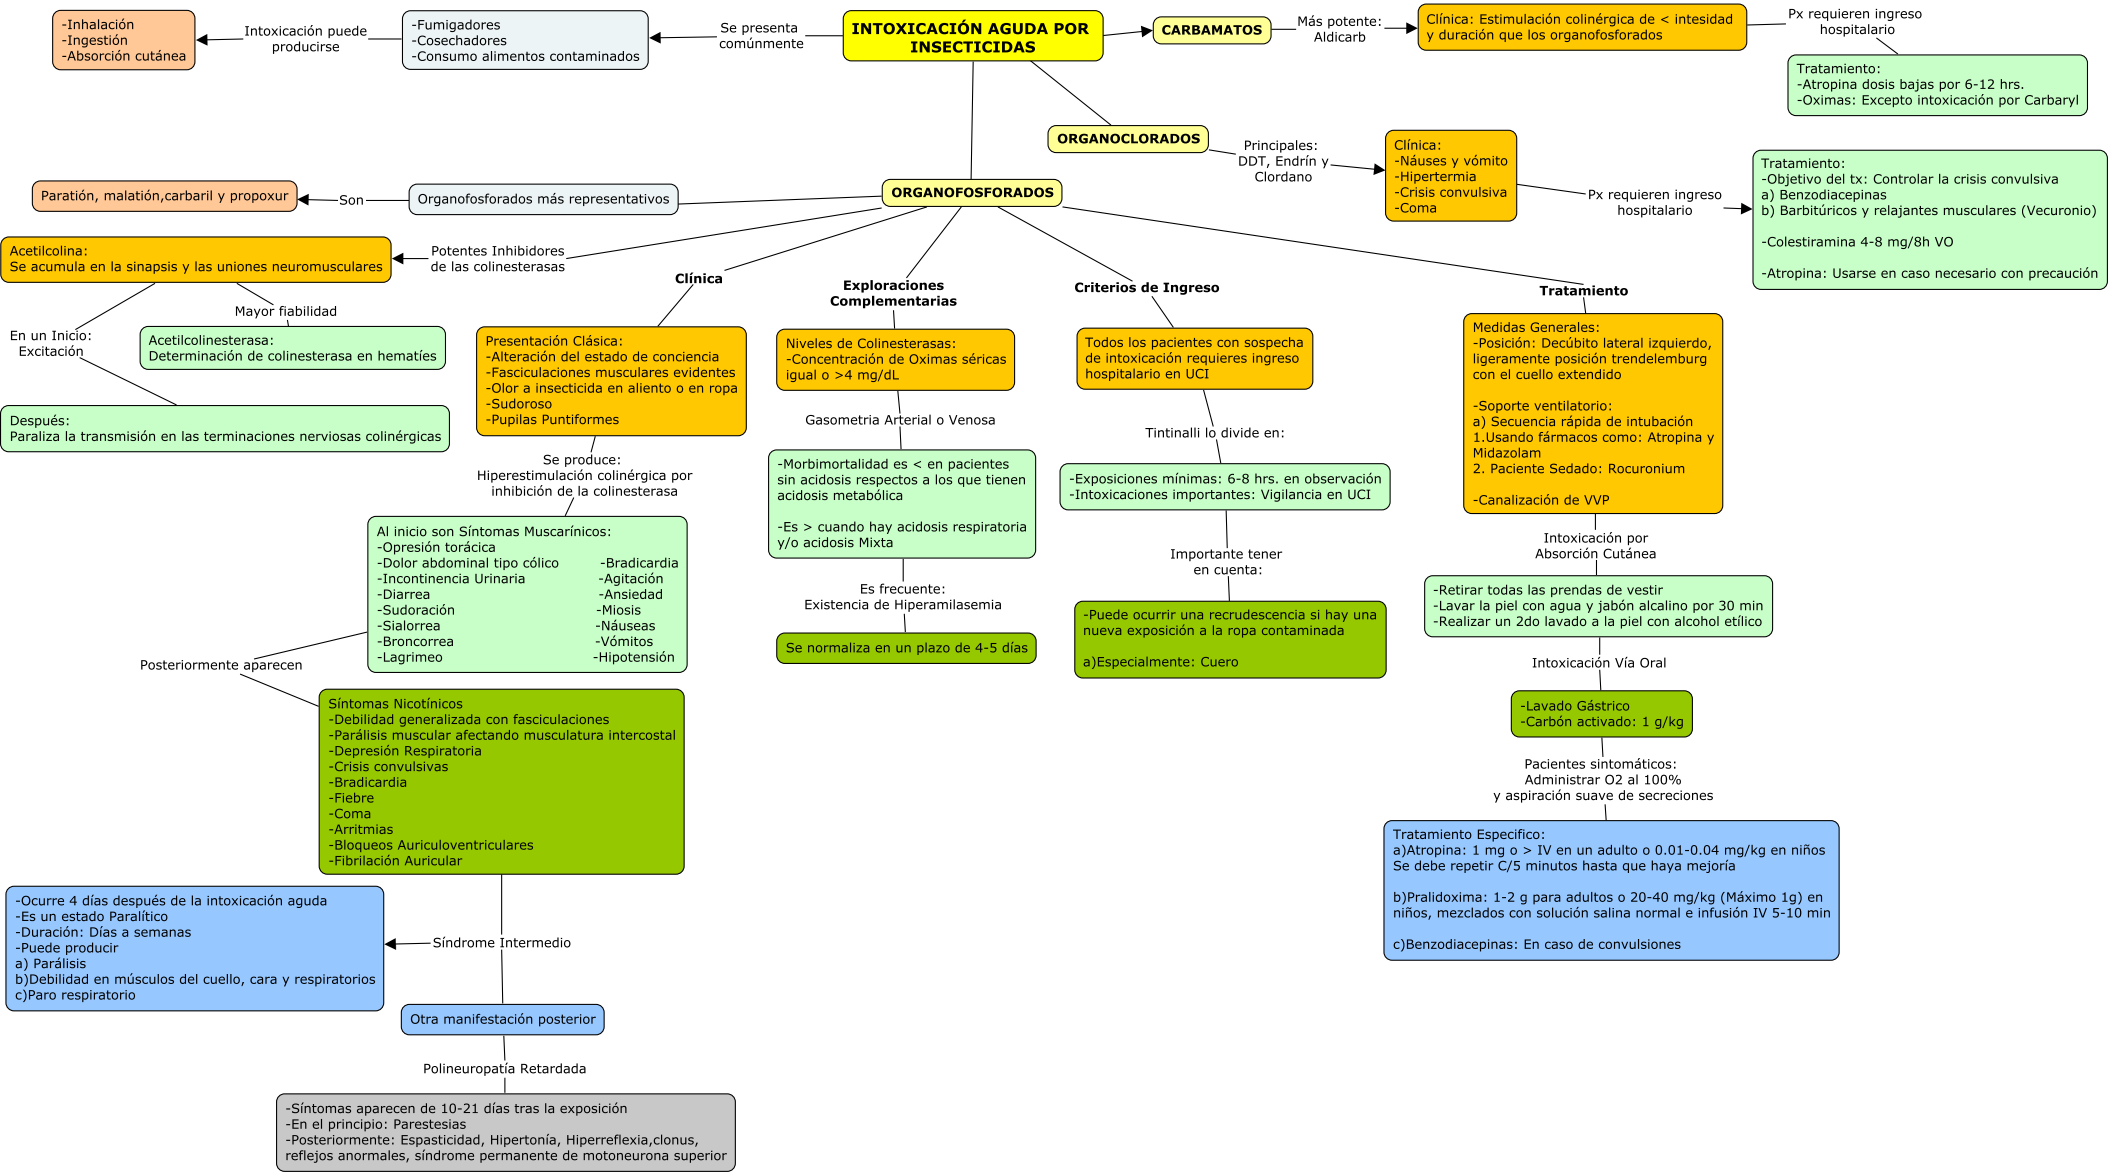 INTOXICACIÓN AGUDA POR
INSECTICIDAS
Se presenta
comúnmente
-Fumigadores
-Cosechadores
-Consumo alimentos contaminados
Intoxicación puede
producirse
-Inhalación
-Ingestión
-Absorción cutánea
CARBAMATOS
Más potente:
Aldicarb
Clínica: Estimulación colinérgica de < intesidad
y duración que los organofosforados
Px requieren ingreso
hospitalario
Tratamiento:
-Atropina dosis bajas por 6-12 hrs.
-Oximas: Excepto intoxicación por Carbaryl
ORGANOCLORADOS
Principales:
DDT, Endrín y
Clordano
Clínica:
-Náuses y vómito
-Hipertermia
-Crisis convulsiva
-Coma
Px requieren ingreso
hospitalario
Tratamiento:
-Objetivo del tx: Controlar la crisis convulsiva
a) Benzodiacepinas
b) Barbitúricos y relajantes musculares (Vecuronio)
-Colestiramina 4-8 mg/8h VO
-Atropina: Usarse en caso necesario con precaución
ORGANOFOSFORADOS
Organofosforados más representativos
Son
Paratión, malatión,carbaril y propoxur
Potentes Inhibidores
de las colinesterasas
Acetilcolina:
Se acumula en la sinapsis y las uniones neuromusculares
Mayor fiabilidad
Acetilcolinesterasa:
Determinación de colinesterasa en hematíes
En un Inicio:
Excitación
Después:
Paraliza la transmisión en las terminaciones nerviosas colinérgicas
Clínica
Presentación Clásica:
-Alteración del estado de conciencia
-Fasciculaciones musculares evidentes
-Olor a insecticida en aliento o en ropa
-Sudoroso
-Pupilas Puntiformes
Se produce:
Hiperestimulación colinérgica por
inhibición de la colinesterasa
Al inicio son Síntomas Muscarínicos:
-Opresión torácica
-Dolor abdominal tipo cólico -Bradicardia
-Incontinencia Urinaria -Agitación
-Diarrea -Ansiedad
-Sudoración -Miosis
-Sialorrea -Náuseas
-Broncorrea -Vómitos
-Lagrimeo -Hipotensión
Posteriormente aparecen
Síntomas Nicotínicos
-Debilidad generalizada con fasciculaciones
-Parálisis muscular afectando musculatura intercostal
-Depresión Respiratoria
-Crisis convulsivas
-Bradicardia
-Fiebre
-Coma
-Arritmias
-Bloqueos Auriculoventriculares
-Fibrilación Auricular
Síndrome Intermedio
-Ocurre 4 días después de la intoxicación aguda
-Es un estado Paralítico
-Duración: Días a semanas
-Puede producir
a) Parálisis
b)Debilidad en músculos del cuello, cara y respiratorios
c)Paro respiratorio
Otra manifestación posterior
Polineuropatía Retardada
-Síntomas aparecen de 10-21 días tras la exposición
-En el principio: Parestesias
-Posteriormente: Espasticidad, Hipertonía, Hiperreflexia,clonus,
reflejos anormales, síndrome permanente de motoneurona superior
Exploraciones
Complementarias
Niveles de Colinesterasas:
-Concentración de Oximas séricas
igual o >4 mg/dL
Gasometria Arterial o Venosa
-Morbimortalidad es < en pacientes
sin acidosis respectos a los que tienen
acidosis metabólica
-Es > cuando hay acidosis respiratoria
y/o acidosis Mixta
Es frecuente:
Existencia de Hiperamilasemia
Se normaliza en un plazo de 4-5 días
Criterios de Ingreso
Todos los pacientes con sospecha
de intoxicación requieres ingreso
hospitalario en UCI
Tintinalli lo divide en:
-Exposiciones mínimas: 6-8 hrs. en observación
-Intoxicaciones importantes: Vigilancia en UCI
Importante tener
en cuenta:
-Puede ocurrir una recrudescencia si hay una
nueva exposición a la ropa contaminada
a)Especialmente: Cuero
Tratamiento
Medidas Generales:
-Posición: Decúbito lateral izquierdo,
ligeramente posición trendelemburg
con el cuello extendido
-Soporte ventilatorio:
a) Secuencia rápida de intubación
1.Usando fármacos como: Atropina y
Midazolam
2. Paciente Sedado: Rocuronium
-Canalización de VVP
Intoxicación por
Absorción Cutánea
-Retirar todas las prendas de vestir
-Lavar la piel con agua y jabón alcalino por 30 min
-Realizar un 2do lavado a la piel con alcohol etílico
Intoxicación Vía Oral
-Lavado Gástrico
-Carbón activado: 1 g/kg
Pacientes sintomáticos:
Administrar O2 al 100%
y aspiración suave de secreciones
Tratamiento Especifico:
a)Atropina: 1 mg o > IV en un adulto o 0.01-0.04 mg/kg en niños
Se debe repetir C/5 minutos hasta que haya mejoría
b)Pralidoxima: 1-2 g para adultos o 20-40 mg/kg (Máximo 1g) en
niños, mezclados con solución salina normal e infusión IV 5-10 min
c)Benzodiacepinas: En caso de convulsiones